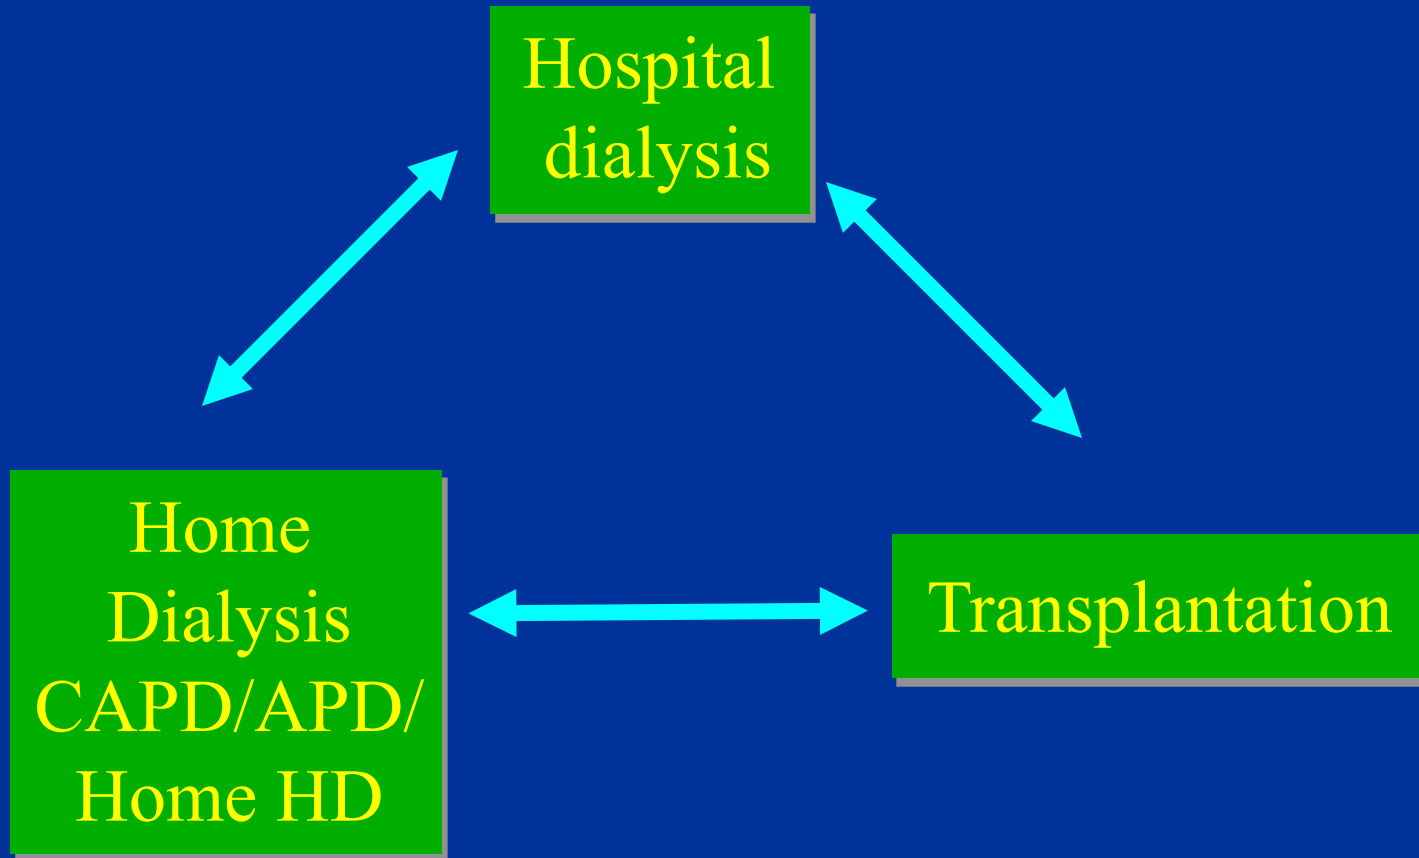 Hospital
dialysis
Home
Dialysis
CAPD/APD/
Home HD
Transplantation